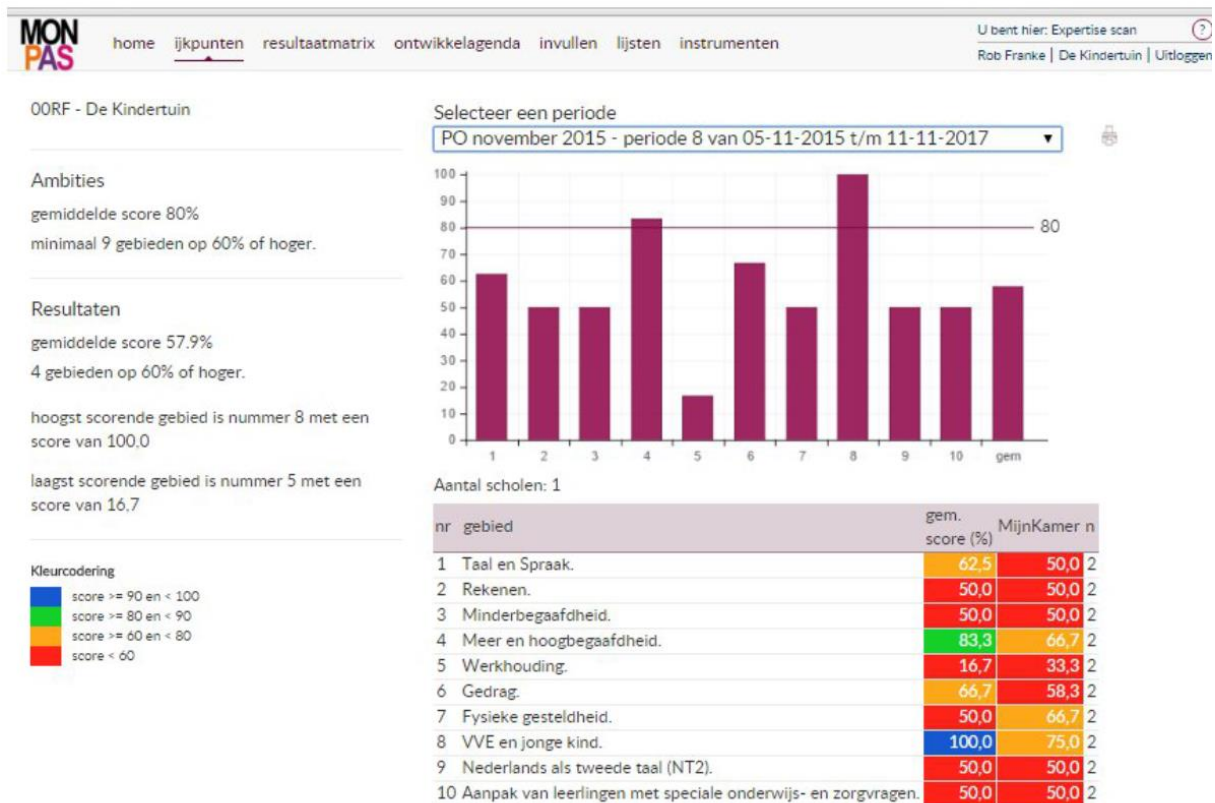 MON
PAS
home ijkpunten resultaatmatrix ontwikkelagenda invullen lijsten instrumenten
U bent hier: Expertise scan ?
Rob Franke | De Kindertuin | Uitloggen
00RF - De Kindertuin
Ambities
gemiddelde score 80%
minimaal 9 gebieden op 60% of hoger.
Resultaten
gemiddelde score 57.9%
4 gebieden op 60% of hoger.
hoogst scorende gebied is nummer 8 met een
score van 100,0
laagst scorende gebied is nummer 5 met een
score van 16,7
Kleurcodering
score >= 90 en < 100
score >= 80 en < 90
score >= 60 en < 80
score < 60
Selecteer een periode
PO november 2015 - periode 8 van 05-11-2015 t/m 11-11-2017
100
90
80
70
60
50
40
30
20
10
0
80
1 2 3 4 5 6 7 8 9 10 gem
Aantal scholen: 1
nr gebied gem. score (%) MijnKamer n
1 Taal en Spraak. 62,5 50,0 2
2 Rekenen. 50,0 50,0 2
3 Minderbegaafdheid. 50,0 50,0 2
4 Meer en hoogbegaafdheid. 83,3 66,7 2
5 Werkhouding. 16,7 33,3 2
6 Gedrag. 66,7 58,3 2
7 Fysieke gesteldheid. 50,0 66,7 2
8 VVE en jonge kind. 100,0 75,0 2
9 Nederlands als tweede taal (NT2). 50,0 50,0 2
10 Aanpak van leerlingen met speciale onderwijs- en zorgvragen. 50,0 50,0 2